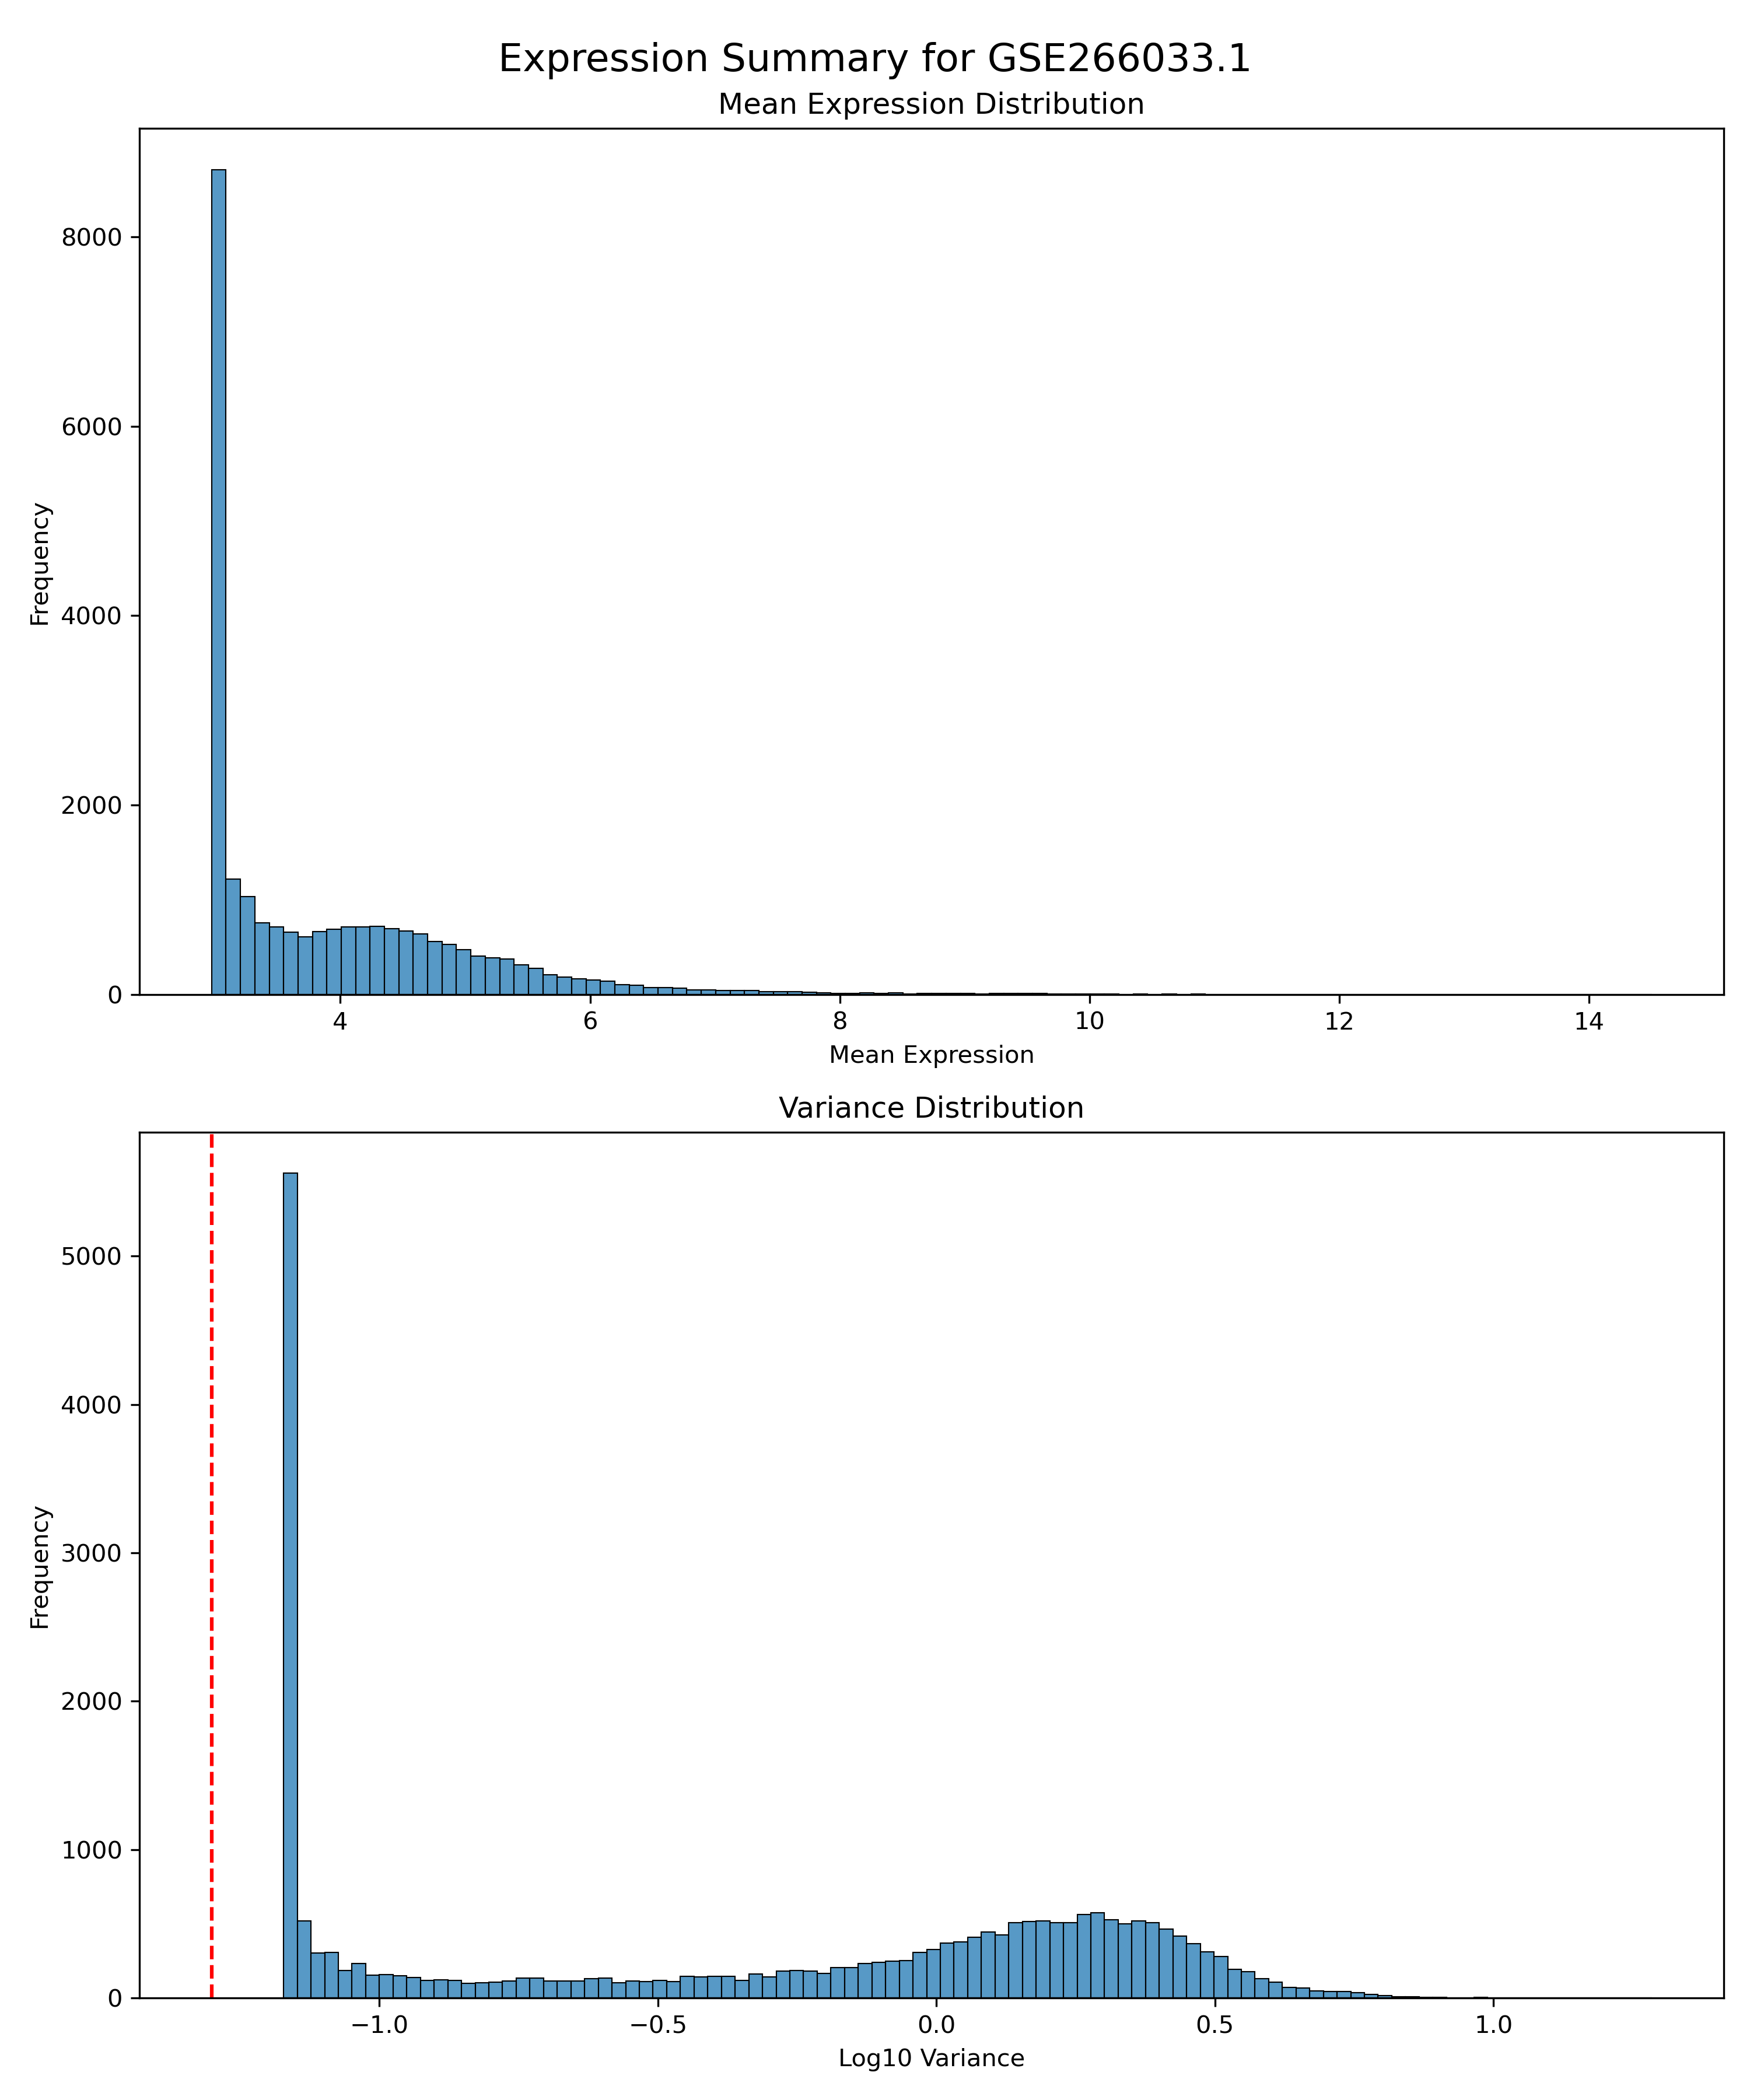 Expression Summary for GSE266033.1
Mean Expression Distribution
8000
6000
4000
2000
0
Frequency
4 6 8 10 12 14
Mean Expression
Variance Distribution
5000
4000
3000
2000
1000
0
Frequency
−1.0 −0.5 0.0 0.5 1.0
Log10 Variance